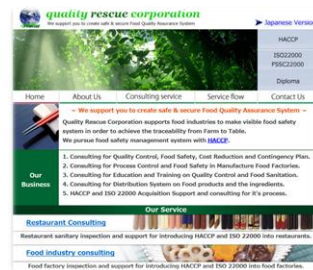 quality rescue corporation
We support you to create safe & secure Food Quality Assurance System
Japanese Versio
HACCP
ISO22000
FSSC22000
Diploma
Home
About Us
Consulting service
Service flow
Contact Us
~ We support you to create safe & secure Food Quality Assurance System ~
Quality Rescue Corporation supports food industries to make visible food safety
system in order to achieve the traceability from Farm to Table.
We pursue food safety management system with HACCP.
Our
Business
1. Consulting for Quality Control, Food Safety, Cost Reduction and Contingency Plan.
2. Consulting for Process Control and Food Safety in Manufacture Food Factories.
3. Consulting for Education and Training on Quality Control and Food Sanitation.
4. Consulting for Distribution System on Food products and the ingredients.
5. HACCP and ISO 22000 Acquisition Support and consulting for it's process.
Our Service
Restaurant Consulting
Restaurant sanitary inspection and support for introducing HACCP and ISO 22000 into restaurants.
Food industry consulting
Food factory inspection and support for introducing HACCP and ISO 22000 into food factories.